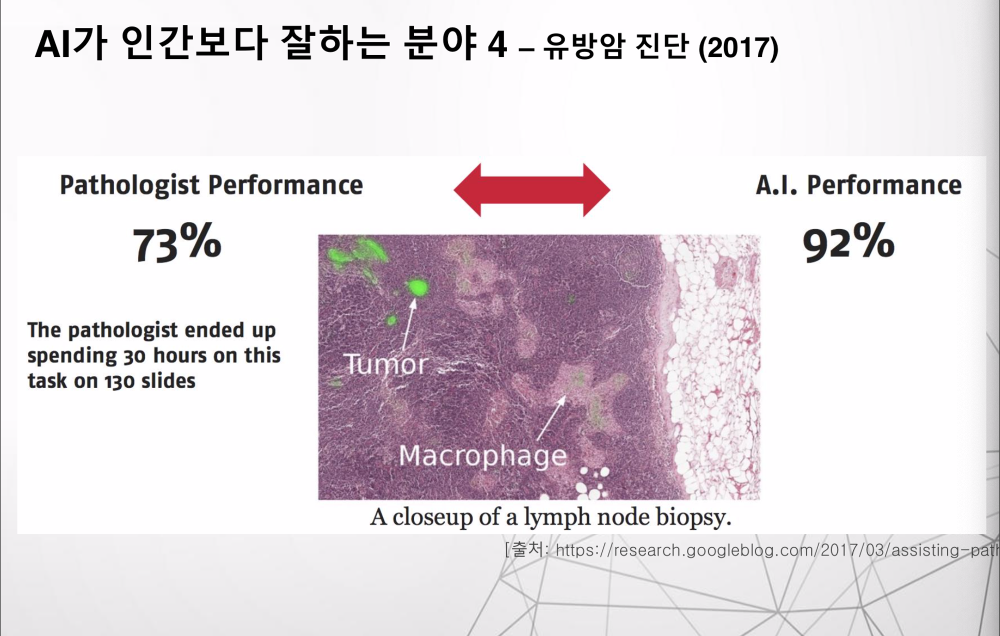 AI가 인간보다 잘하는 분야 4 – 유방암 진단 (2017)
Pathologist Performance
A.I. Performance
73%
92%
The pathologist ended up
spending 30 hours on this
task on 130 slides
Tumor
Macrophage
A closeup of a lymph node biopsy.
[출처: https://research.googleblog.com/2017/03/assisting-path